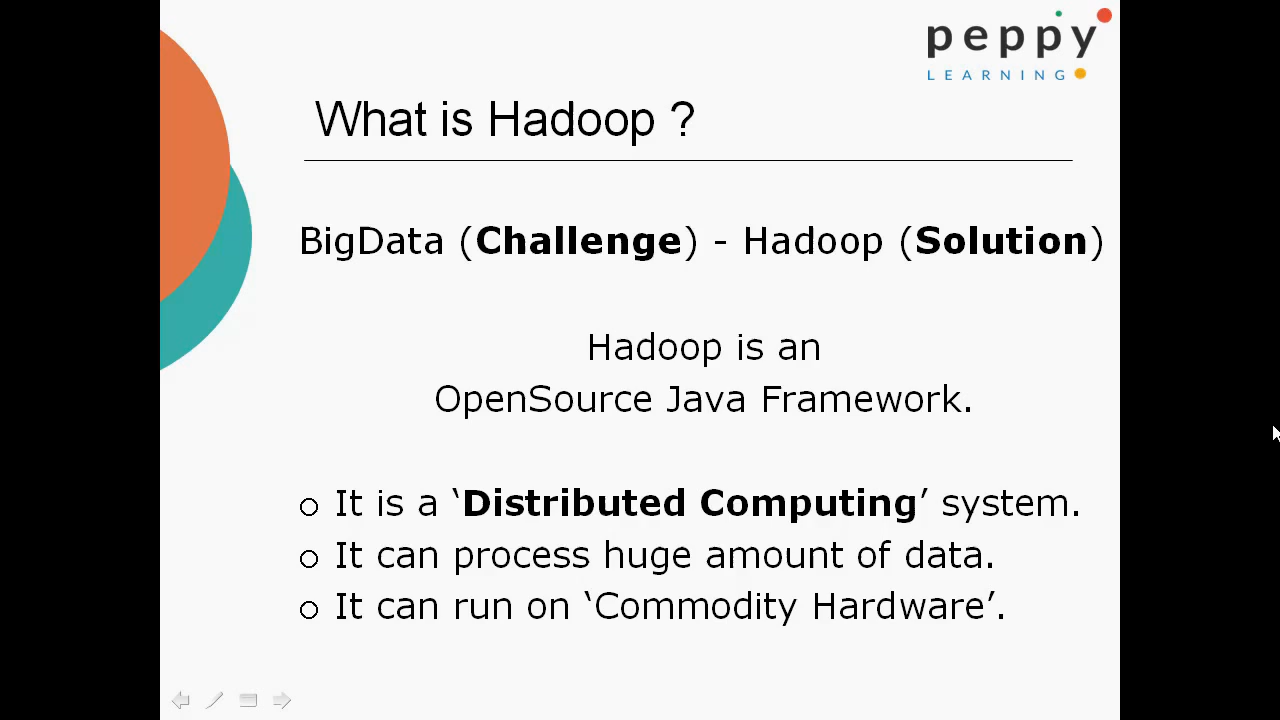 peppy
LEARNING
What is Hadoop ?
BigData (Challenge) - Hadoop (Solution)
Hadoop is an
OpenSource Java Framework.
It is a ‘Distributed Computing’ system.
It can process huge amount of data.
It can run on ‘Commodity Hardware’.